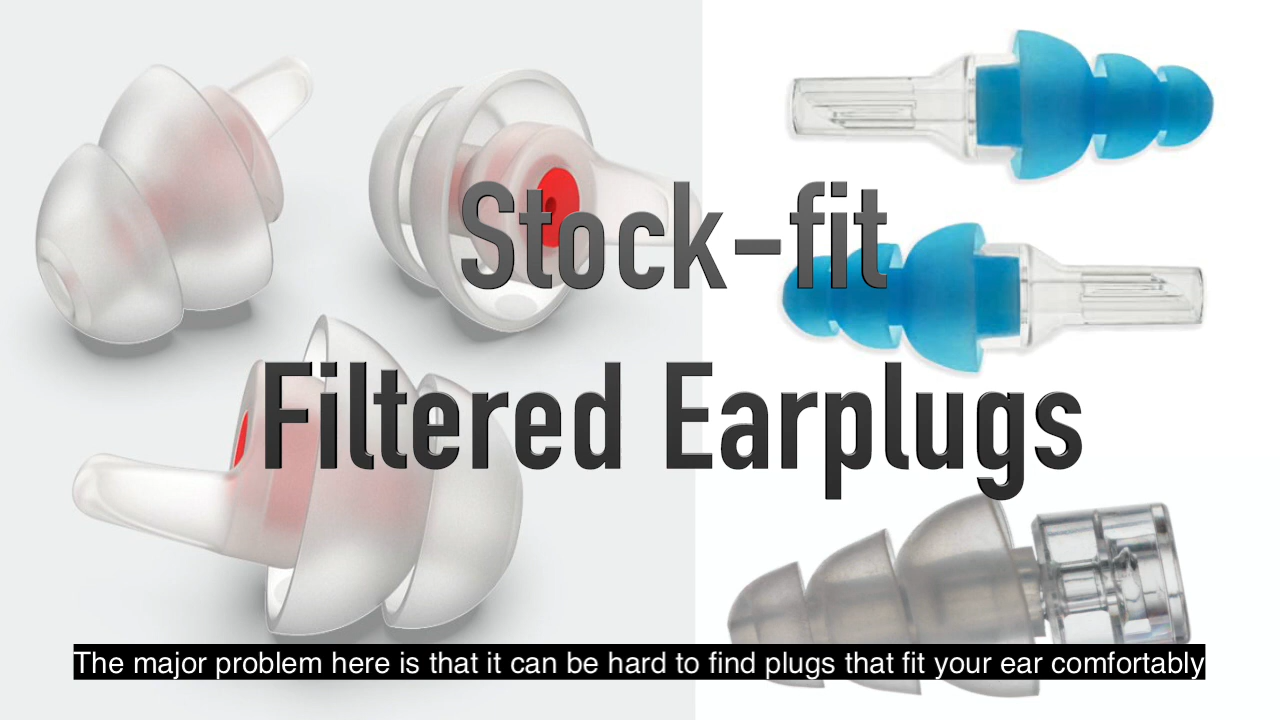 Stock-fit
Filtered Earplugs
The major problem here is that it can be hard to find plugs that fit your ear comfortably